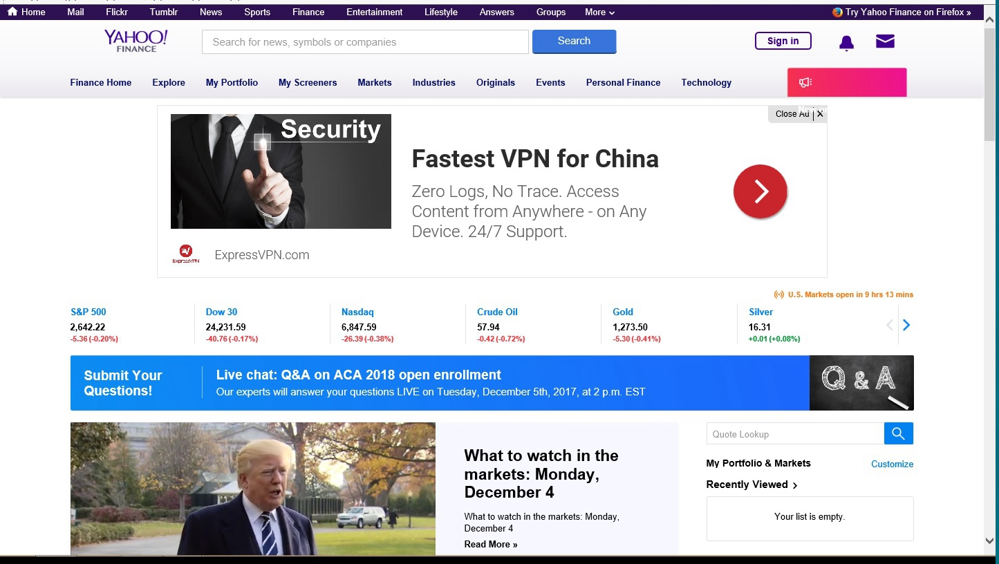 Home Mail Flickr Tumblr News Sports Finance Entertainment Lifestyle Answers Groups More Try Yahoo Finance on Firefox »
YAHOO!
FINANCE
Search for news, symbols or companies
Search
Sign in
Finance Home Explore My Portfolio My Screeners Markets Industries Originals Events Personal Finance Technology
Close Ad X
Security
Fastest VPN for China
Zero Logs, No Trace. Access
Content from Anywhere - on Any
Device. 24/7 Support.
ExpressVPN
ExpressVPN.com
U.S. Markets open in 9 hrs 13 mins
S&P 500 Dow 30 Nasdaq Crude Oil Gold Silver
2,642.22 24,231.59 6,847.59 57.94 1,273.50 16.31
-5.36 (-0.20%) -40.76 (-0.17%) -26.39 (-0.38%) -0.42 (-0.72%) -5.30 (-0.41%) +0.01 (+0.08%)
Submit Your
Questions!
Live chat: Q&A on ACA 2018 open enrollment
Our experts will answer your questions LIVE on Tuesday, December 5th, 2017, at 2 p.m. EST
Q & A
What to watch in the
markets: Monday,
December 4
What to watch in the markets: Monday,
December 4
Read More »
Quote Lookup
My Portfolio & Markets Customize
Recently Viewed
Your list is empty.